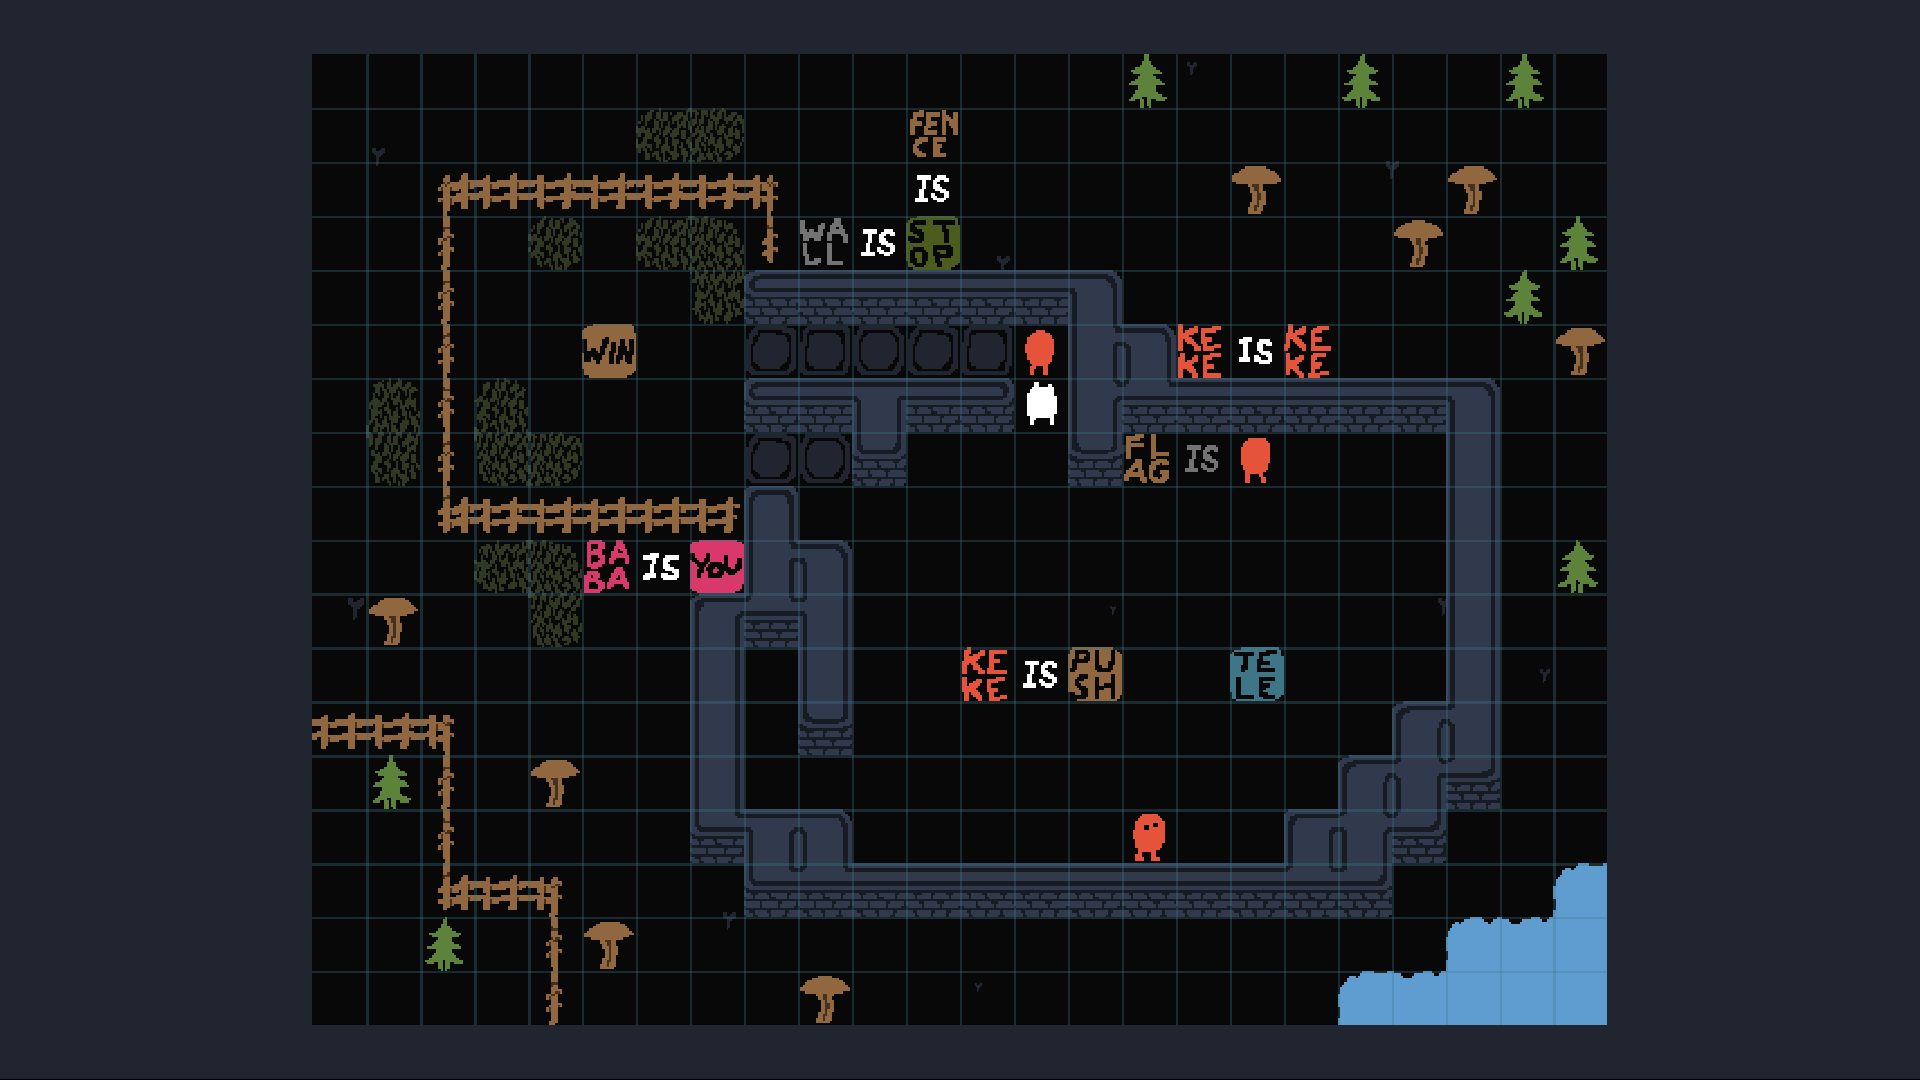 FENCE
IS
WALL IS STOP
WIN
KEKE IS KEKE
FLAG IS
BABA IS YOU
KEKE IS PUSH TELE